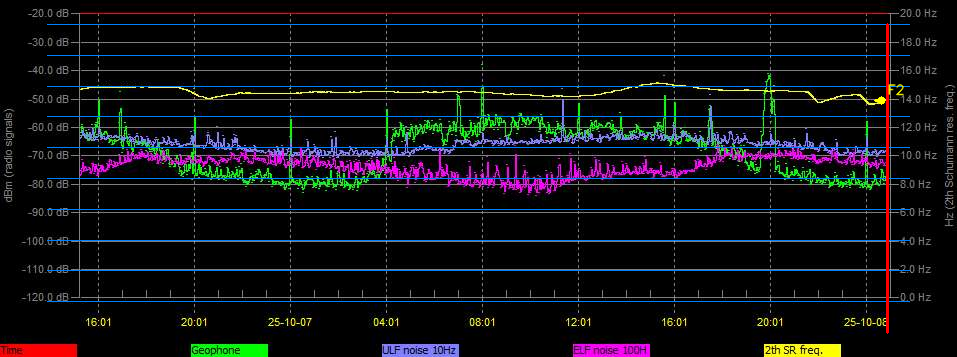 -20.0 dB 20.0 Hz
-30.0 dB 18.0 Hz
-40.0 dB 16.0 Hz
F2
-50.0 dB 14.0 Hz
-60.0 dB 12.0 Hz
-70.0 dB 10.0 Hz
-80.0 dB 8.0 Hz
-90.0 dB 6.0 Hz
-100.0 dB 4.0 Hz
-110.0 dB 2.0 Hz
-120.0 dB 0.0 Hz
dBm (radio signals)
Hz (2th Schumann res. freq.)
16:01 20:01 25-10-07 04:01 08:01 12:01 16:01 20:01 25-10-08
Time Geophone ULF noise 10Hz ELF noise 100H 2th SR freq.